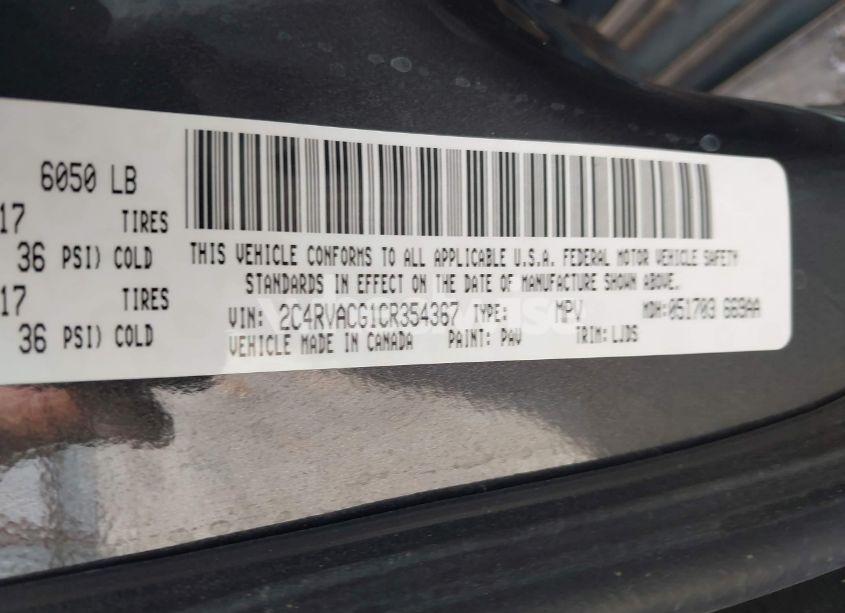 6050 LB
17 TIRES
36 PSI) COLD
17 TIRES
36 PSI) COLD
THIS VEHICLE CONFORMS TO ALL APPLICABLE U.S.A. FEDERAL MOTOR VEHICLE SAFETY
STANDARDS IN EFFECT ON THE DATE OF MANUFACTURE SHOWN ABOVE.
VIN: 2C4RVACG1CR354367 TYPE: MPV MDH:051703 669AA
VEHICLE MADE IN CANADA PAINT: PAV TRIM: LJDS